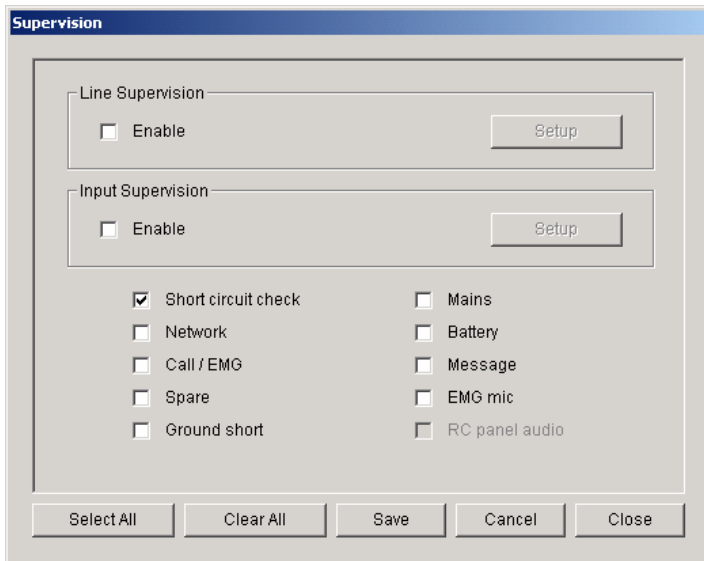 Supervision
Line Supervision
Enable
Setup
Input Supervision
Enable
Setup
Short circuit check
Mains
Network
Battery
Call / EMG
Message
Spare
EMG mic
Ground short
RC panel audio
Select All
Clear All
Save
Cancel
Close